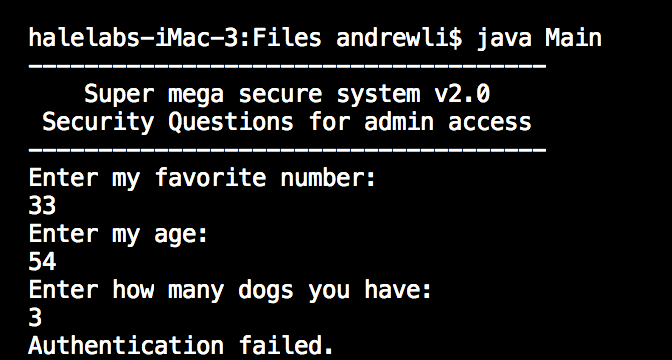 halelabs-iMac-3:Files andrewli$ java Main
-------------------------------------
Super mega secure system v2.0
Security Questions for admin access
-------------------------------------
Enter my favorite number:
33
Enter my age:
54
Enter how many dogs you have:
3
Authentication failed.